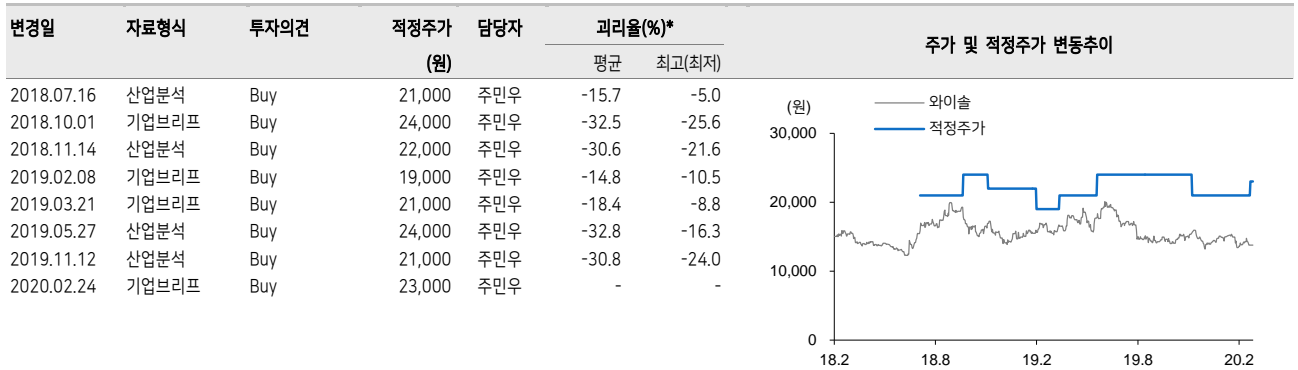 변경일 자료형식 투자의견 적정주가 담당자 괴리율(%)*
(원) 평균 최고(최저)
2018.07.16 산업분석 Buy 21,000 주민우 -15.7 -5.0
2018.10.01 기업브리프 Buy 24,000 주민우 -32.5 -25.6
2018.11.14 산업분석 Buy 22,000 주민우 -30.6 -21.6
2019.02.08 기업브리프 Buy 19,000 주민우 -14.8 -10.5
2019.03.21 기업브리프 Buy 21,000 주민우 -18.4 -8.8
2019.05.27 산업분석 Buy 24,000 주민우 -32.8 -16.3
2019.11.12 산업분석 Buy 21,000 주민우 -30.8 -24.0
2020.02.24 기업브리프 Buy 23,000 주민우 - -
주가 및 적정주가 변동추이
(원)
와이솔
적정주가
30,000
20,000
10,000
0
18.2 18.8 19.2 19.8 20.2